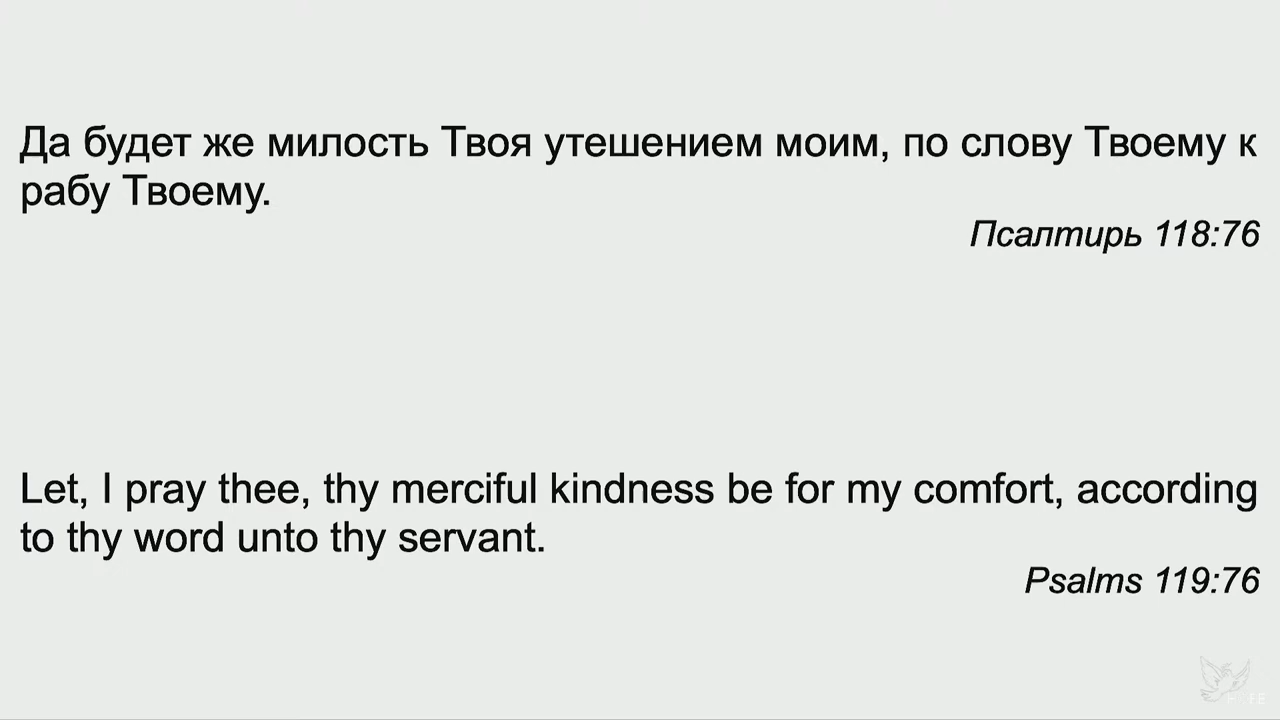 Да будет же милость Твоя утешением моим, по слову Твоему к
рабу Твоему.
Псалтирь 118:76
Let, I pray thee, thy merciful kindness be for my comfort, according
to thy word unto thy servant.
Psalms 119:76